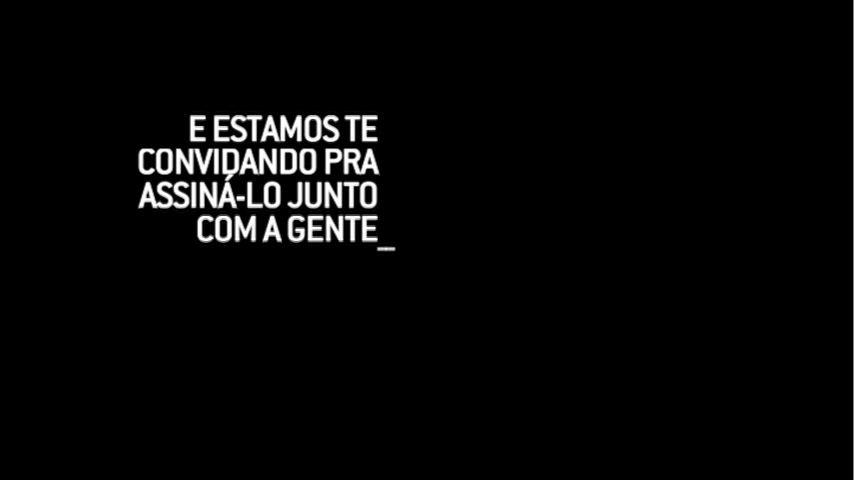 E ESTAMOS TE
CONVIDANDO PRA
ASSINÁ-LO JUNTO
COM A GENTE_